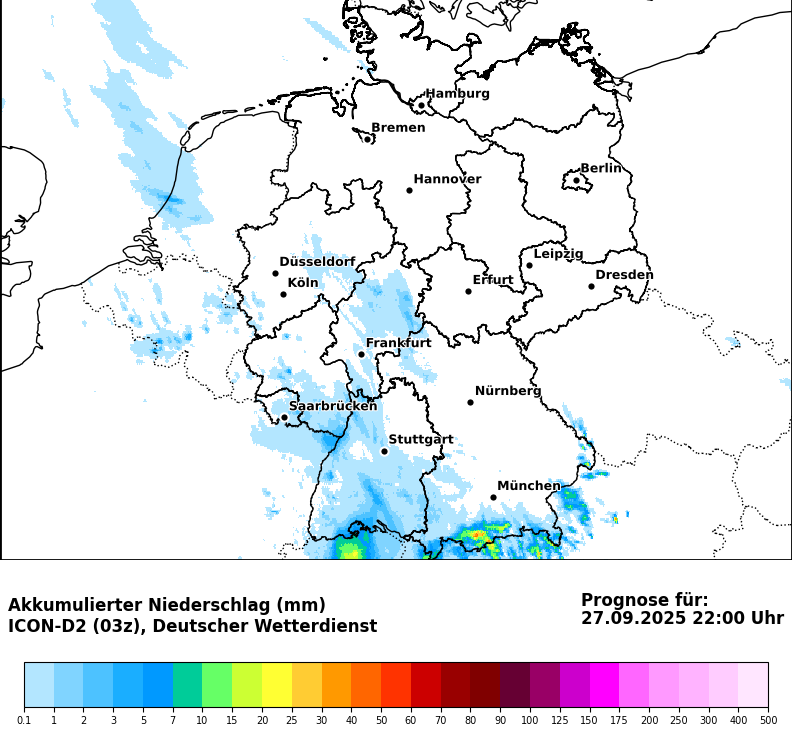 Hamburg
Bremen
Berlin
Hannover
Leipzig
Düsseldorf
Dresden
Köln
Erfurt
Frankfurt
Nürnberg
Saarbrücken
Stuttgart
München
Akkumulierter Niederschlag (mm)
ICON-D2 (03z), Deutscher Wetterdienst
Prognose für:
27.09.2025 22:00 Uhr
0.1 1 2 3 5 7 10 15 20 25 30 40 50 60 70 80 90 100 125 150 175 200 250 300 400 500